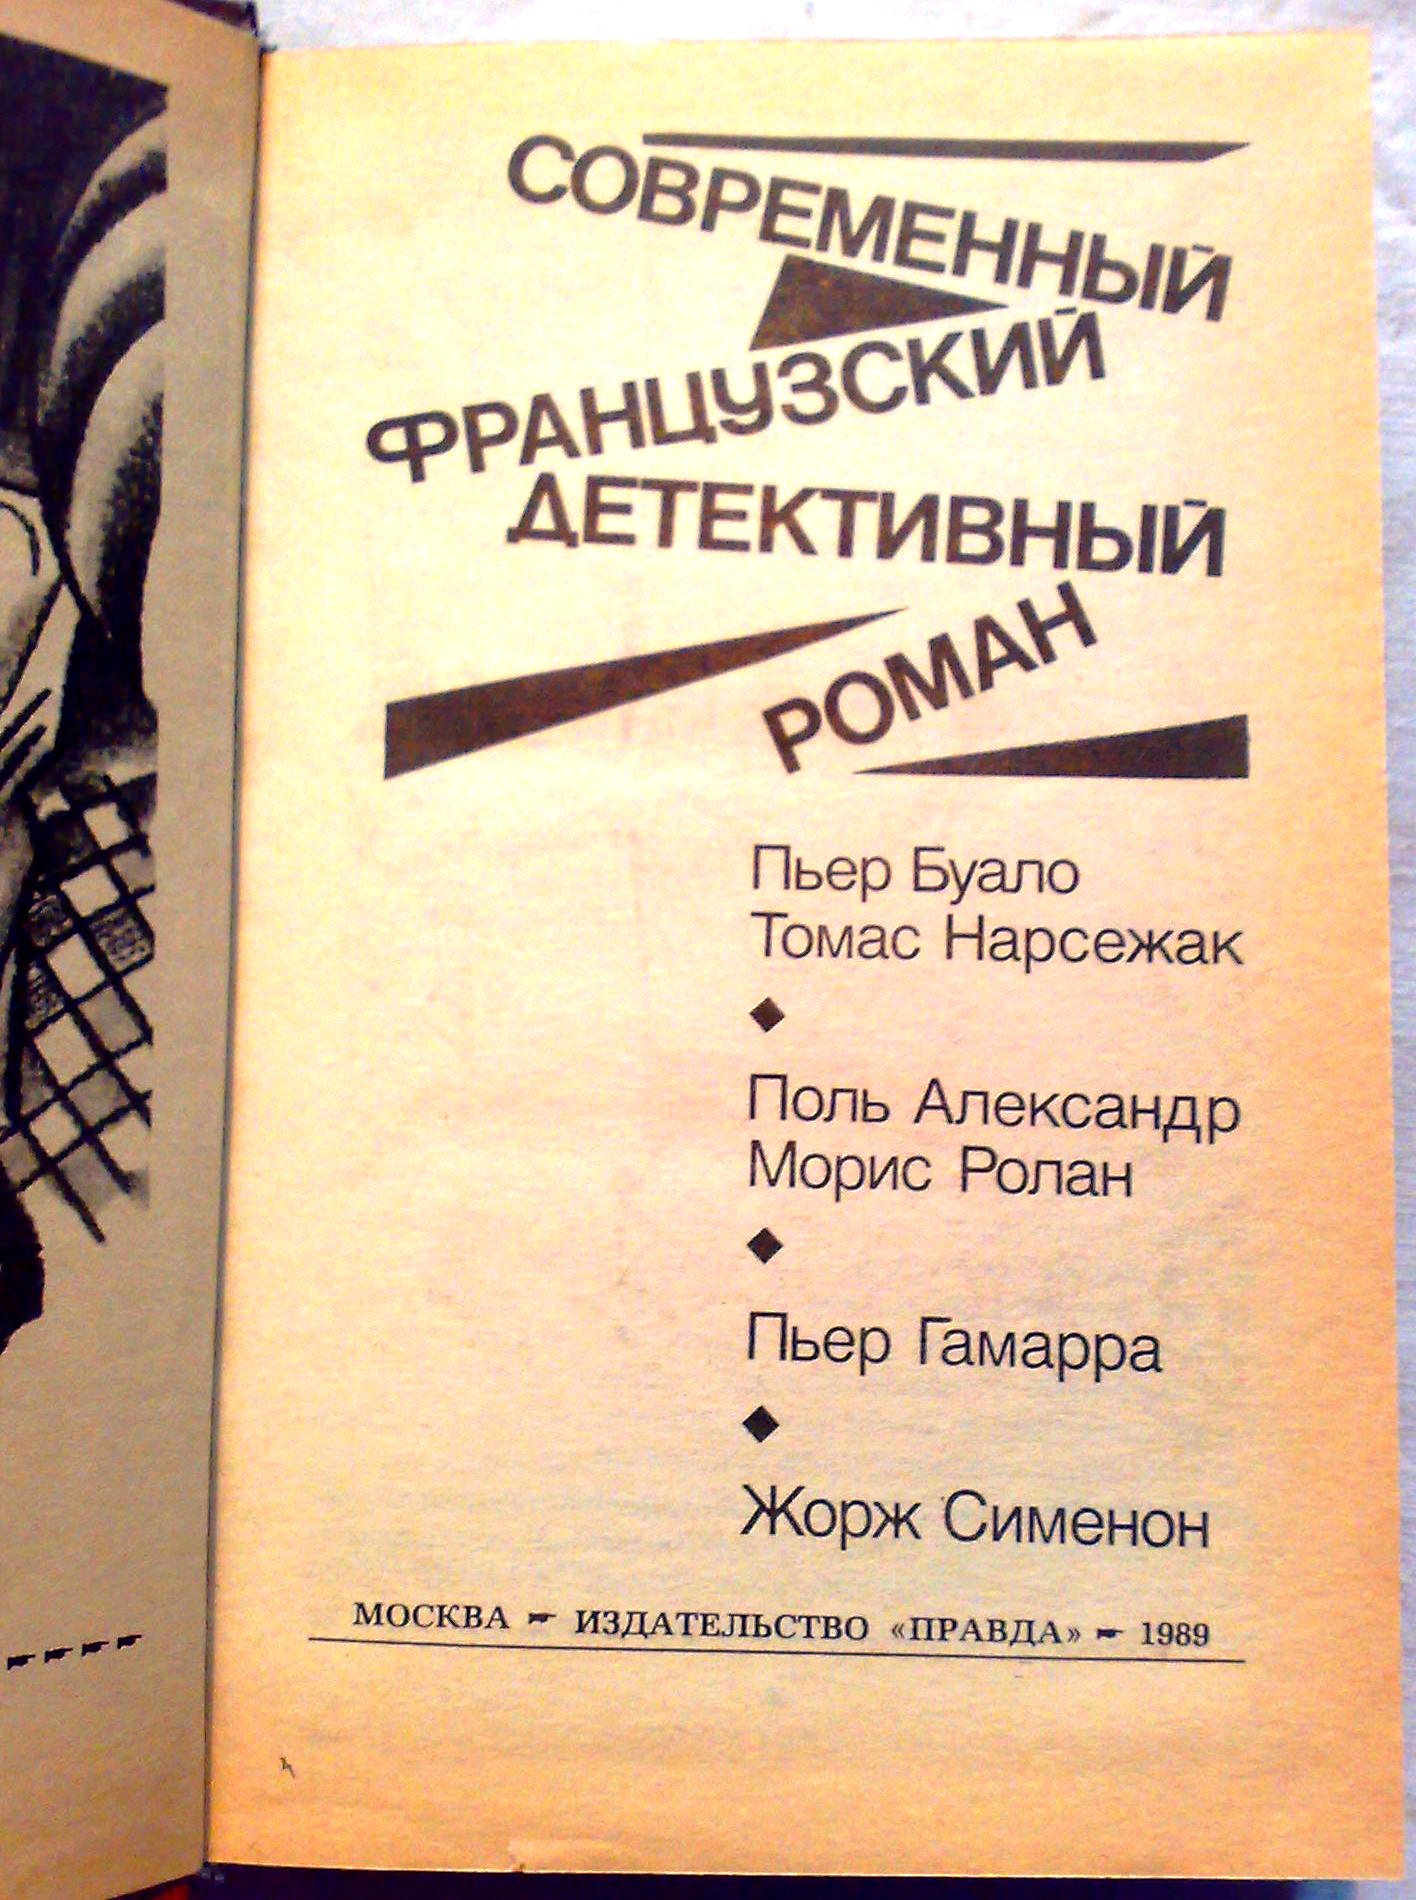 СОВРЕМЕННЫЙ
ФРАНЦУЗСКИЙ
ДЕТЕКТИВНЫЙ
РОМАН
Пьер Буало
Томас Нарсежак
Поль Александр
Морис Ролан
Пьер Гамарра
Жорж Сименон
МОСКВА ИЗДАТЕЛЬСТВО «ПРАВДА» 1989